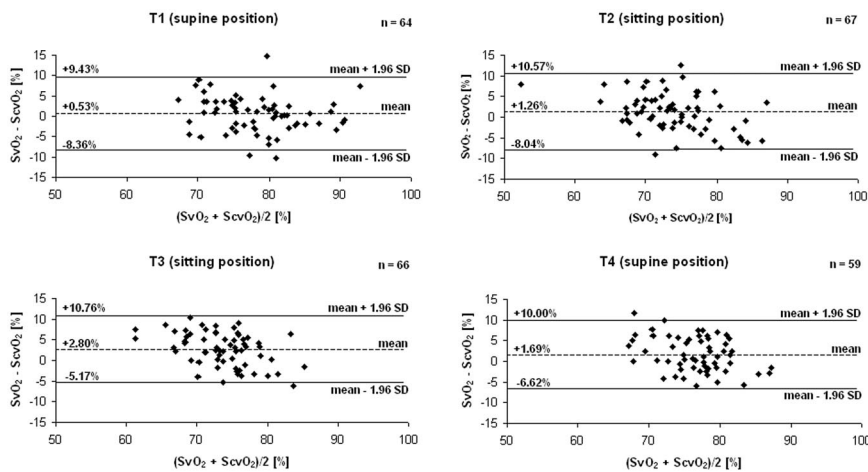 T1 (supine position)
n = 64
SvO₂ - ScvO₂ [%]
15
10
5
0
-5
-10
-15
+9.43%
mean + 1.96 SD
+0.53%
mean
-8.36%
mean - 1.96 SD
50
60
70
80
90
100
(SvO₂ + ScvO₂)/2 [%]
T2 (sitting position)
n = 67
SvO₂ - ScvO₂ [%]
15
10
5
0
-5
-10
-15
+10.57%
mean + 1.96 SD
+1.26%
mean
-8.04%
mean - 1.96 SD
50
60
70
80
90
100
(SvO₂ + ScvO₂)/2 [%]
T3 (sitting position)
n = 66
SvO₂ - ScvO₂ [%]
15
10
5
0
-5
-10
-15
+10.76%
mean + 1.96 SD
+2.80%
mean
-5.17%
mean - 1.96 SD
50
60
70
80
90
100
(SvO₂ + ScvO₂)/2 [%]
T4 (supine position)
n = 59
SvO₂ - ScvO₂ [%]
15
10
5
0
-5
-10
-15
+10.00%
mean + 1.96 SD
+1.69%
mean
-6.62%
mean - 1.96 SD
50
60
70
80
90
100
(SvO₂ + ScvO₂)/2 [%]